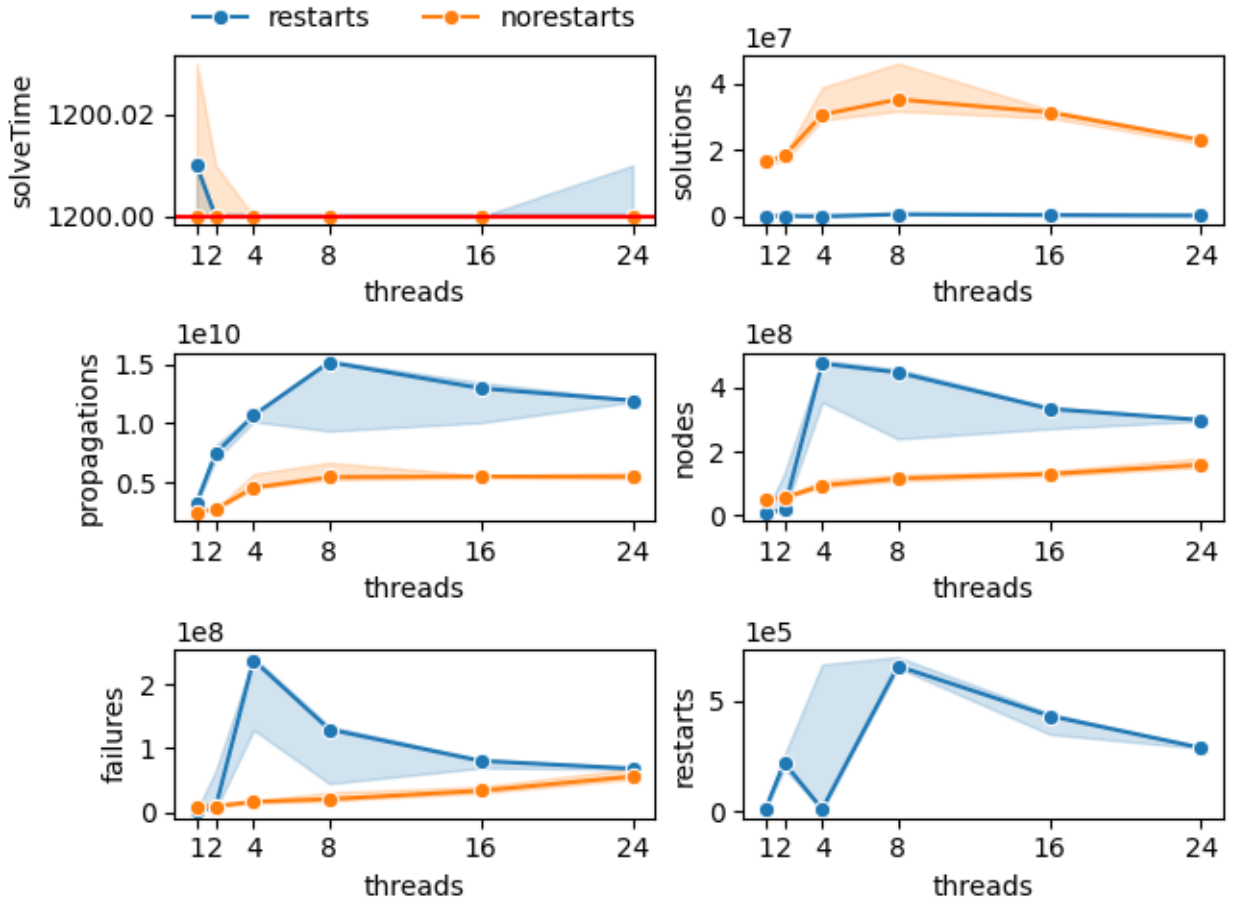 restarts norestarts
solveTime
1200.02
1200.00
1 2 4 8 16 24
threads
1e7
solutions
4
2
0
1 2 4 8 16 24
threads
1e10
propagations
1.5
1.0
0.5
1 2 4 8 16 24
threads
1e8
nodes
4
2
0
1 2 4 8 16 24
threads
1e8
failures
2
1
0
1 2 4 8 16 24
threads
1e5
restarts
5
0
1 2 4 8 16 24
threads